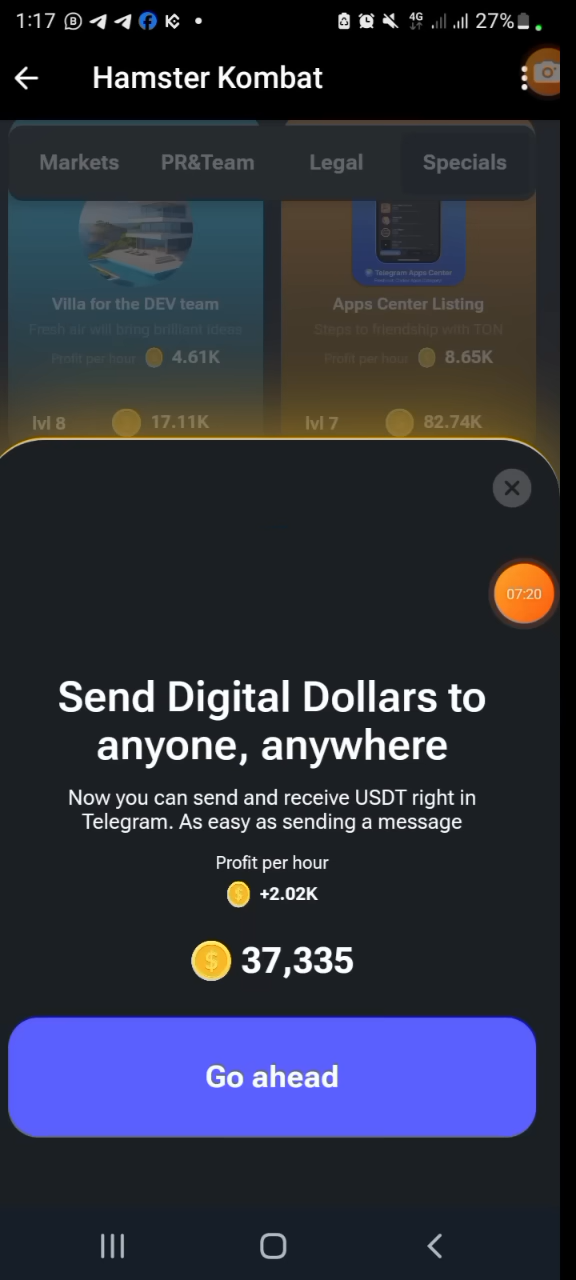 1:17
4G
27%
Hamster Kombat
Markets PR&Team Legal Specials
Telegram Apps Center
Villa for the DEV team
Fresh air will bring brilliant ideas
Profit per hour 4.61K
lvl 8 17.11K
Apps Center Listing
Steps to friendship with TON
Profit per hour 8.65K
lvl 7 82.74K
07:20
Send Digital Dollars to
anyone, anywhere
Now you can send and receive USDT right in
Telegram. As easy as sending a message
Profit per hour
+2.02K
37,335
Go ahead